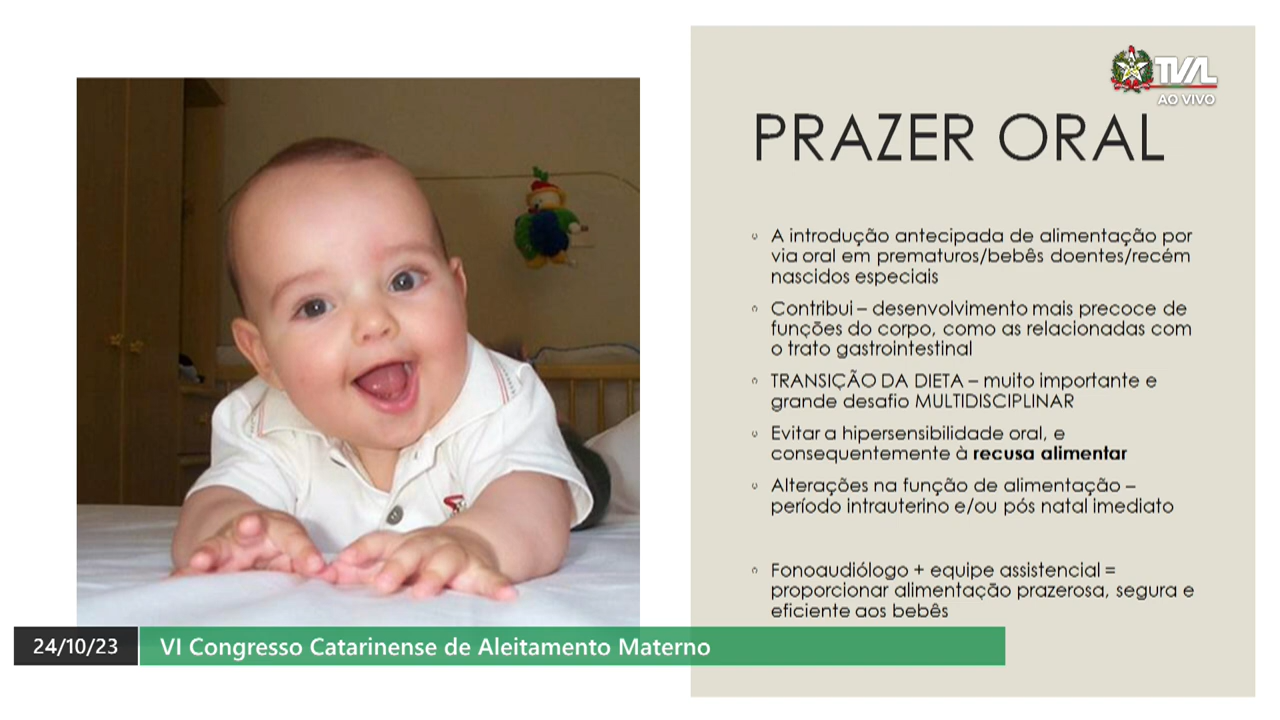 TVAL
AO VIVO
PRAZER ORAL
A introdução antecipada de alimentação por
via oral em prematuros/bebês doentes/recém
nascidos especiais
Contribui – desenvolvimento mais precoce de
funções do corpo, como as relacionadas com
o trato gastrointestinal
TRANSIÇÃO DA DIETA – muito importante e
grande desafio MULTIDISCIPLINAR
Evitar a hipersensibilidade oral, e
consequentemente à recusa alimentar
Alterações na função de alimentação –
período intrauterino e/ou pós natal imediato
Fonoaudiólogo + equipe assistencial =
proporcionar alimentação prazerosa, segura e
eficiente aos bebês
24/10/23 VI Congresso Catarinense de Aleitamento Materno